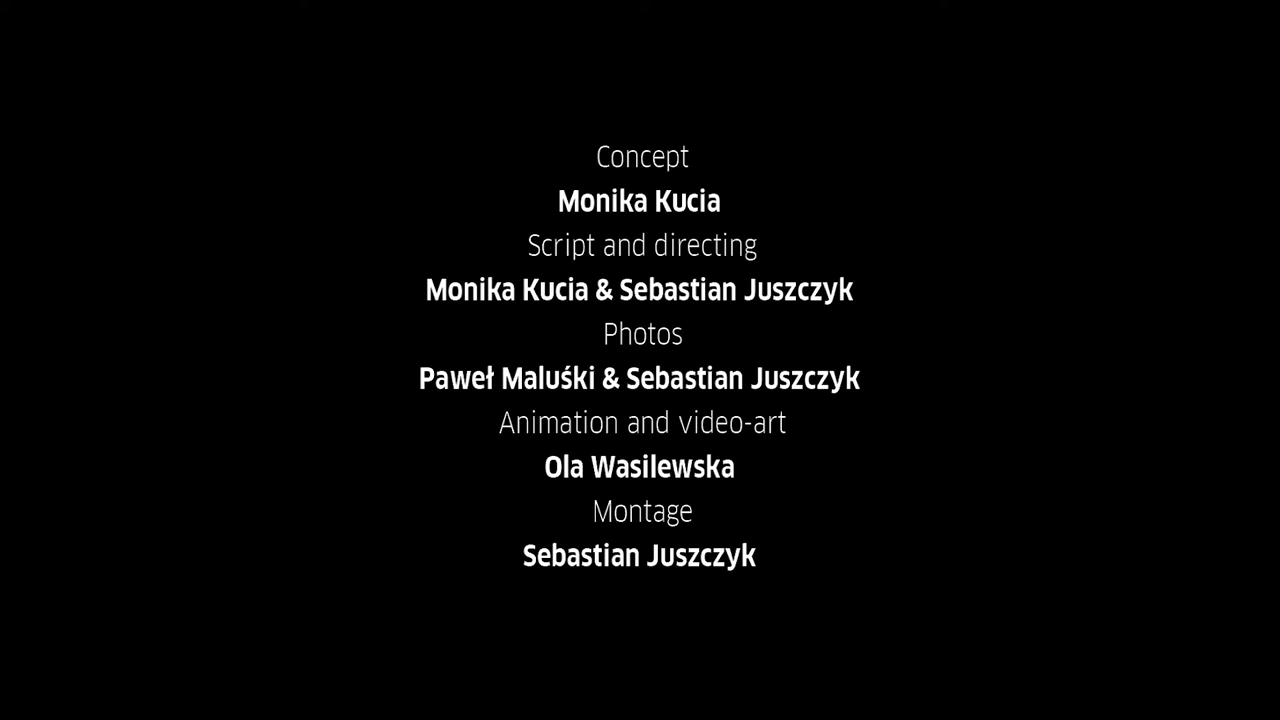 Concept
Monika Kucia
Script and directing
Monika Kucia & Sebastian Juszczyk
Photos
Paweł Maluśki & Sebastian Juszczyk
Animation and video-art
Ola Wasilewska
Montage
Sebastian Juszczyk